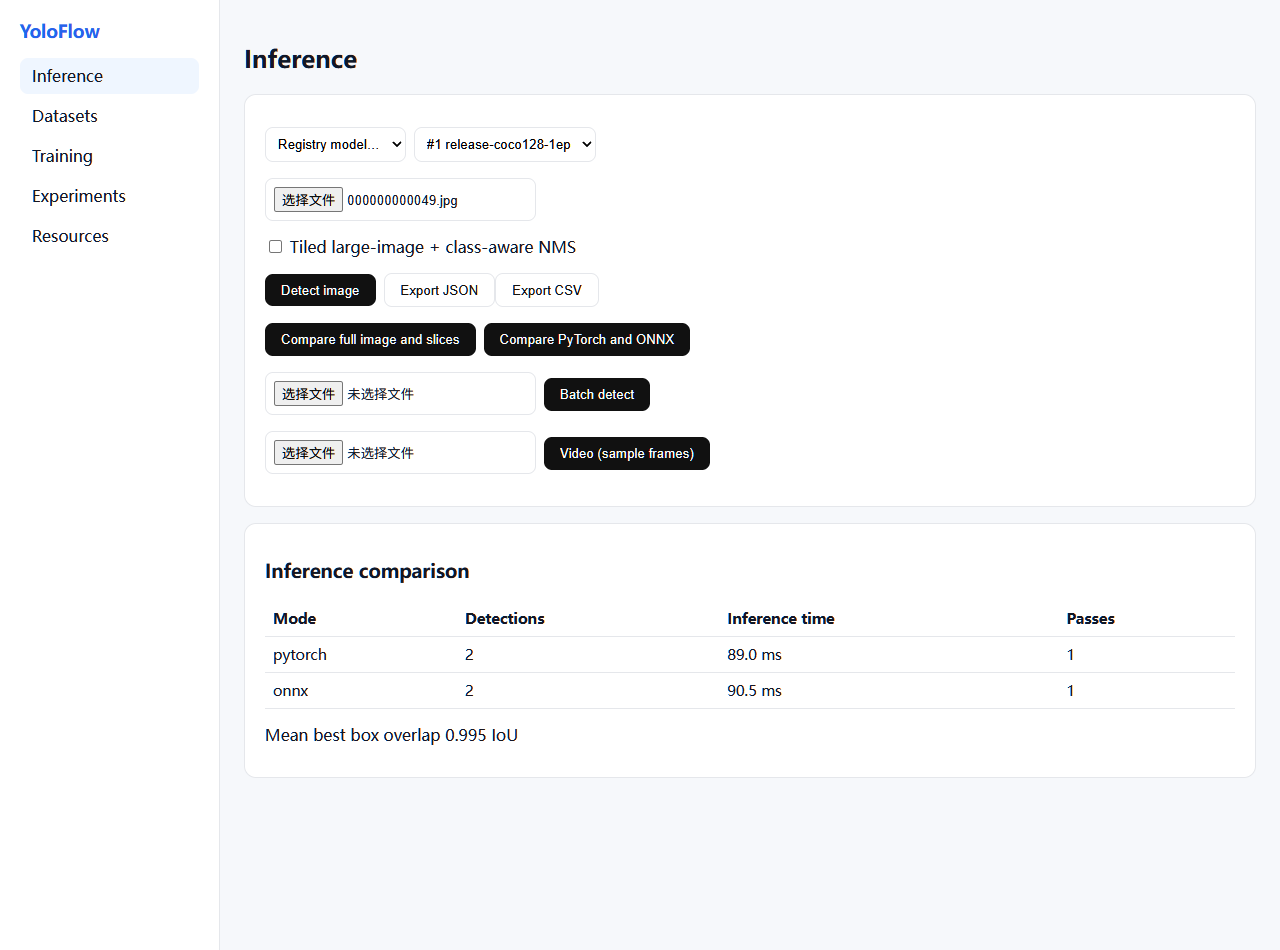 YoloFlow
Inference
Datasets
Training
Experiments
Resources
Inference
Registry model... #1 release-coco128-1ep
选择文件 000000000049.jpg
Tiled large-image + class-aware NMS
Detect image Export JSON Export CSV
Compare full image and slices Compare PyTorch and ONNX
选择文件 未选择文件 Batch detect
选择文件 未选择文件 Video (sample frames)
Inference comparison
Mode Detections Inference time Passes
pytorch 2 89.0 ms 1
onnx 2 90.5 ms 1
Mean best box overlap 0.995 IoU